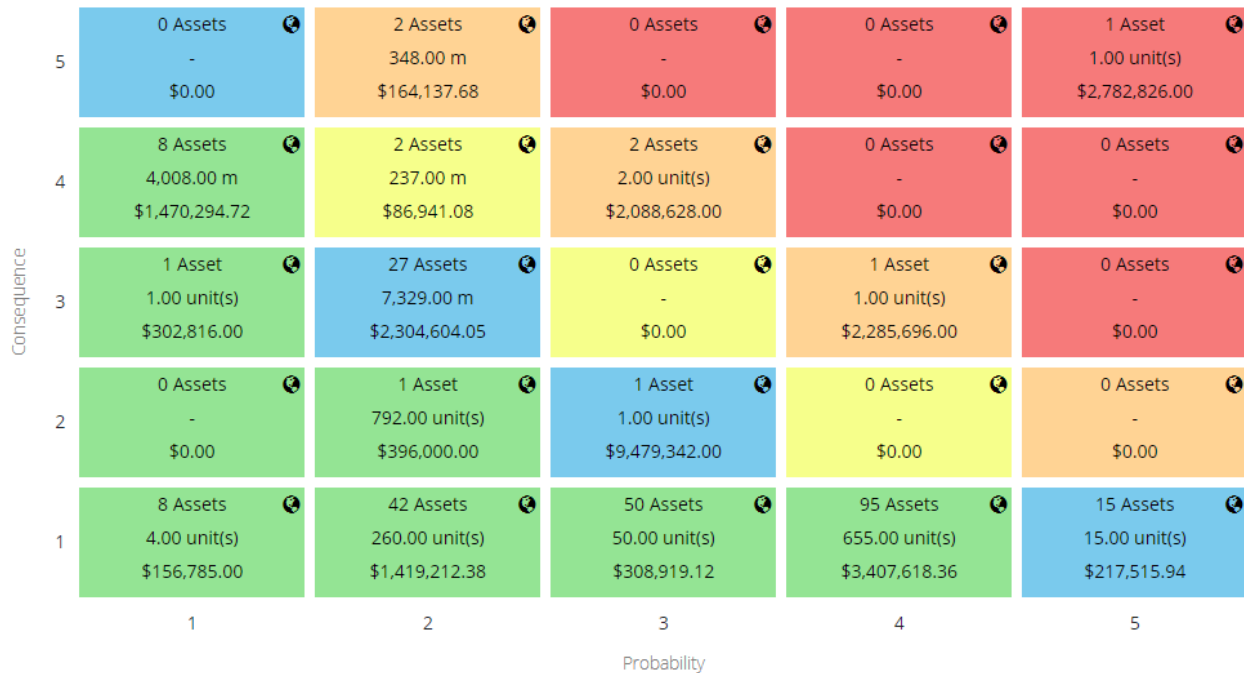 0 Assets
-
$0.00
2 Assets
348.00 m
$164,137.68
0 Assets
-
$0.00
0 Assets
-
$0.00
1 Asset
1.00 unit(s)
$2,782,826.00
5
8 Assets
4,008.00 m
$1,470,294.72
2 Assets
237.00 m
$86,941.08
2 Assets
2.00 unit(s)
$2,088,628.00
0 Assets
-
$0.00
0 Assets
-
$0.00
4
Consequence
1 Asset
1.00 unit(s)
$302,816.00
27 Assets
7,329.00 m
$2,304,604.05
0 Assets
-
$0.00
1 Asset
1.00 unit(s)
$2,285,696.00
0 Assets
-
$0.00
3
0 Assets
-
$0.00
1 Asset
792.00 unit(s)
$396,000.00
1 Asset
1.00 unit(s)
$9,479,342.00
0 Assets
-
$0.00
0 Assets
-
$0.00
2
8 Assets
4.00 unit(s)
$156,785.00
42 Assets
260.00 unit(s)
$1,419,212.38
50 Assets
50.00 unit(s)
$308,919.12
95 Assets
655.00 unit(s)
$3,407,618.36
15 Assets
15.00 unit(s)
$217,515.94
1
1
2
3
4
5
Probability